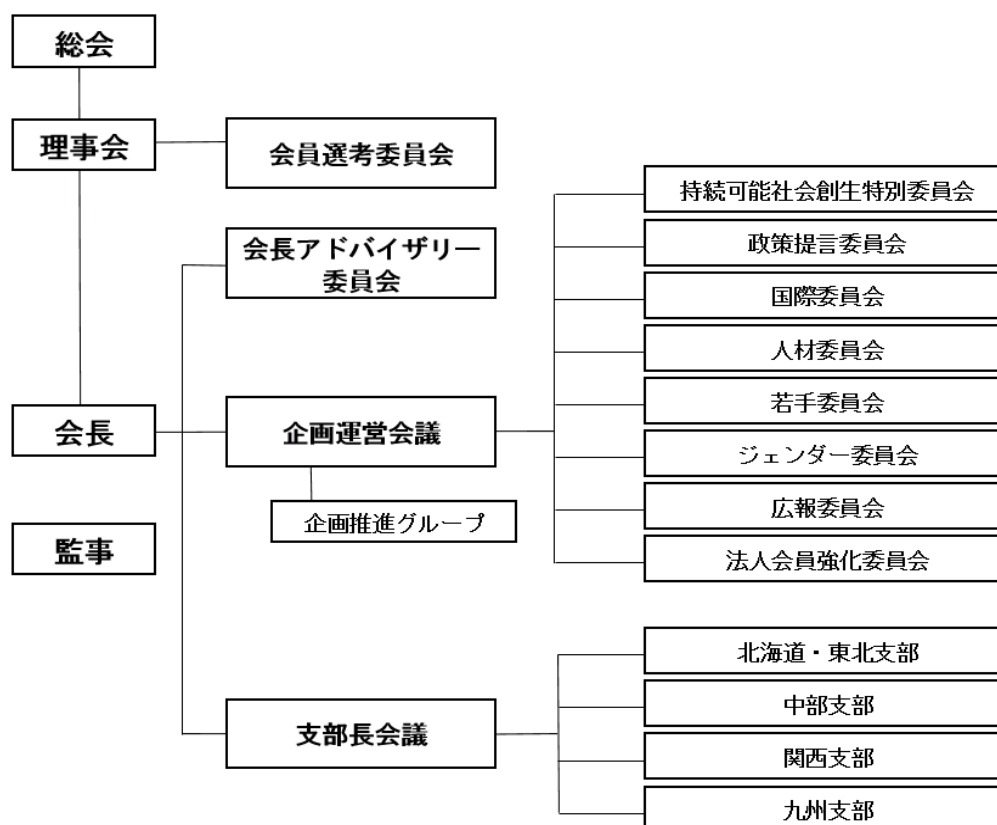 総会
理事会
会員選考委員会
会長アドバイザリー
委員会
会長
企画運営会議
企画推進グループ
監事
支部長会議
持続可能社会創生特別委員会
政策提言委員会
国際委員会
人材委員会
若手委員会
ジェンダー委員会
広報委員会
法人会員強化委員会
北海道・東北支部
中部支部
関西支部
九州支部